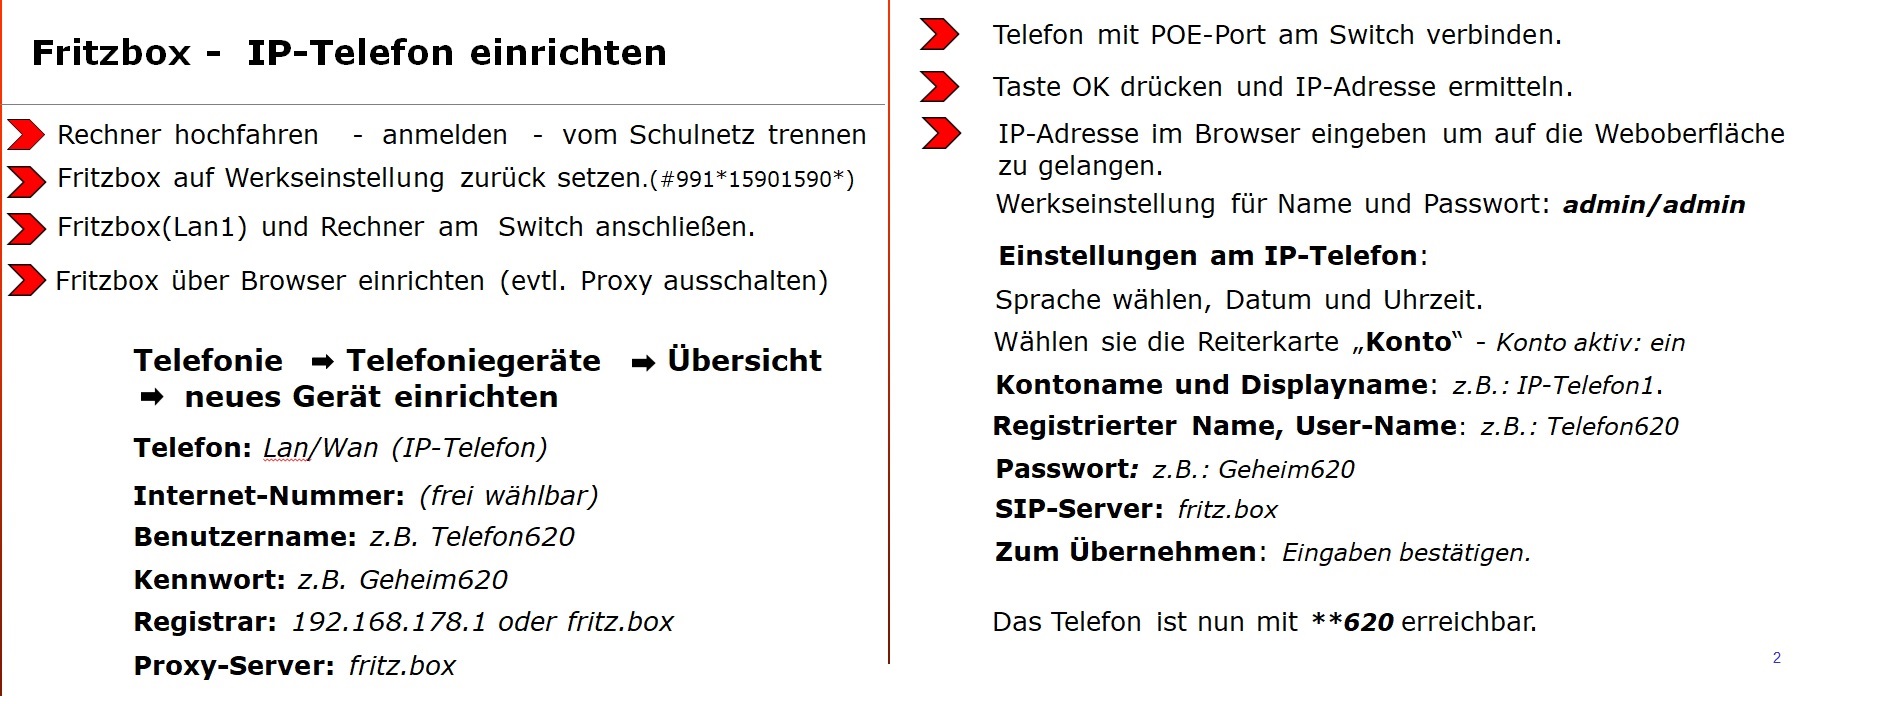 Fritzbox - IP-Telefon einrichten
Rechner hochfahren - anmelden - vom Schulnetz trennen
Fritzbox auf Werkseinstellung zurück setzen.(#991*15901590*)
Fritzbox(Lan1) und Rechner am Switch anschließen.
Fritzbox über Browser einrichten (evtl. Proxy ausschalten)
Telefonie ➡ Telefoniegeräte ➡ Übersicht
➡ neues Gerät einrichten
Telefon: Lan/Wan (IP-Telefon)
Internet-Nummer: (frei wählbar)
Benutzername: z.B. Telefon620
Kennwort: z.B. Geheim620
Registrar: 192.168.178.1 oder fritz.box
Proxy-Server: fritz.box
Telefon mit POE-Port am Switch verbinden.
Taste OK drücken und IP-Adresse ermitteln.
IP-Adresse im Browser eingeben um auf die Weboberfläche
zu gelangen.
Werkseinstellung für Name und Passwort: admin/admin
Einstellungen am IP-Telefon:
Sprache wählen, Datum und Uhrzeit.
Wählen sie die Reiterkarte „Konto“ - Konto aktiv: ein
Kontoname und Displayname: z.B.: IP-Telefon1.
Registrierter Name, User-Name: z.B.: Telefon620
Passwort: z.B.: Geheim620
SIP-Server: fritz.box
Zum Übernehmen: Eingaben bestätigen.
Das Telefon ist nun mit **620 erreichbar.
2